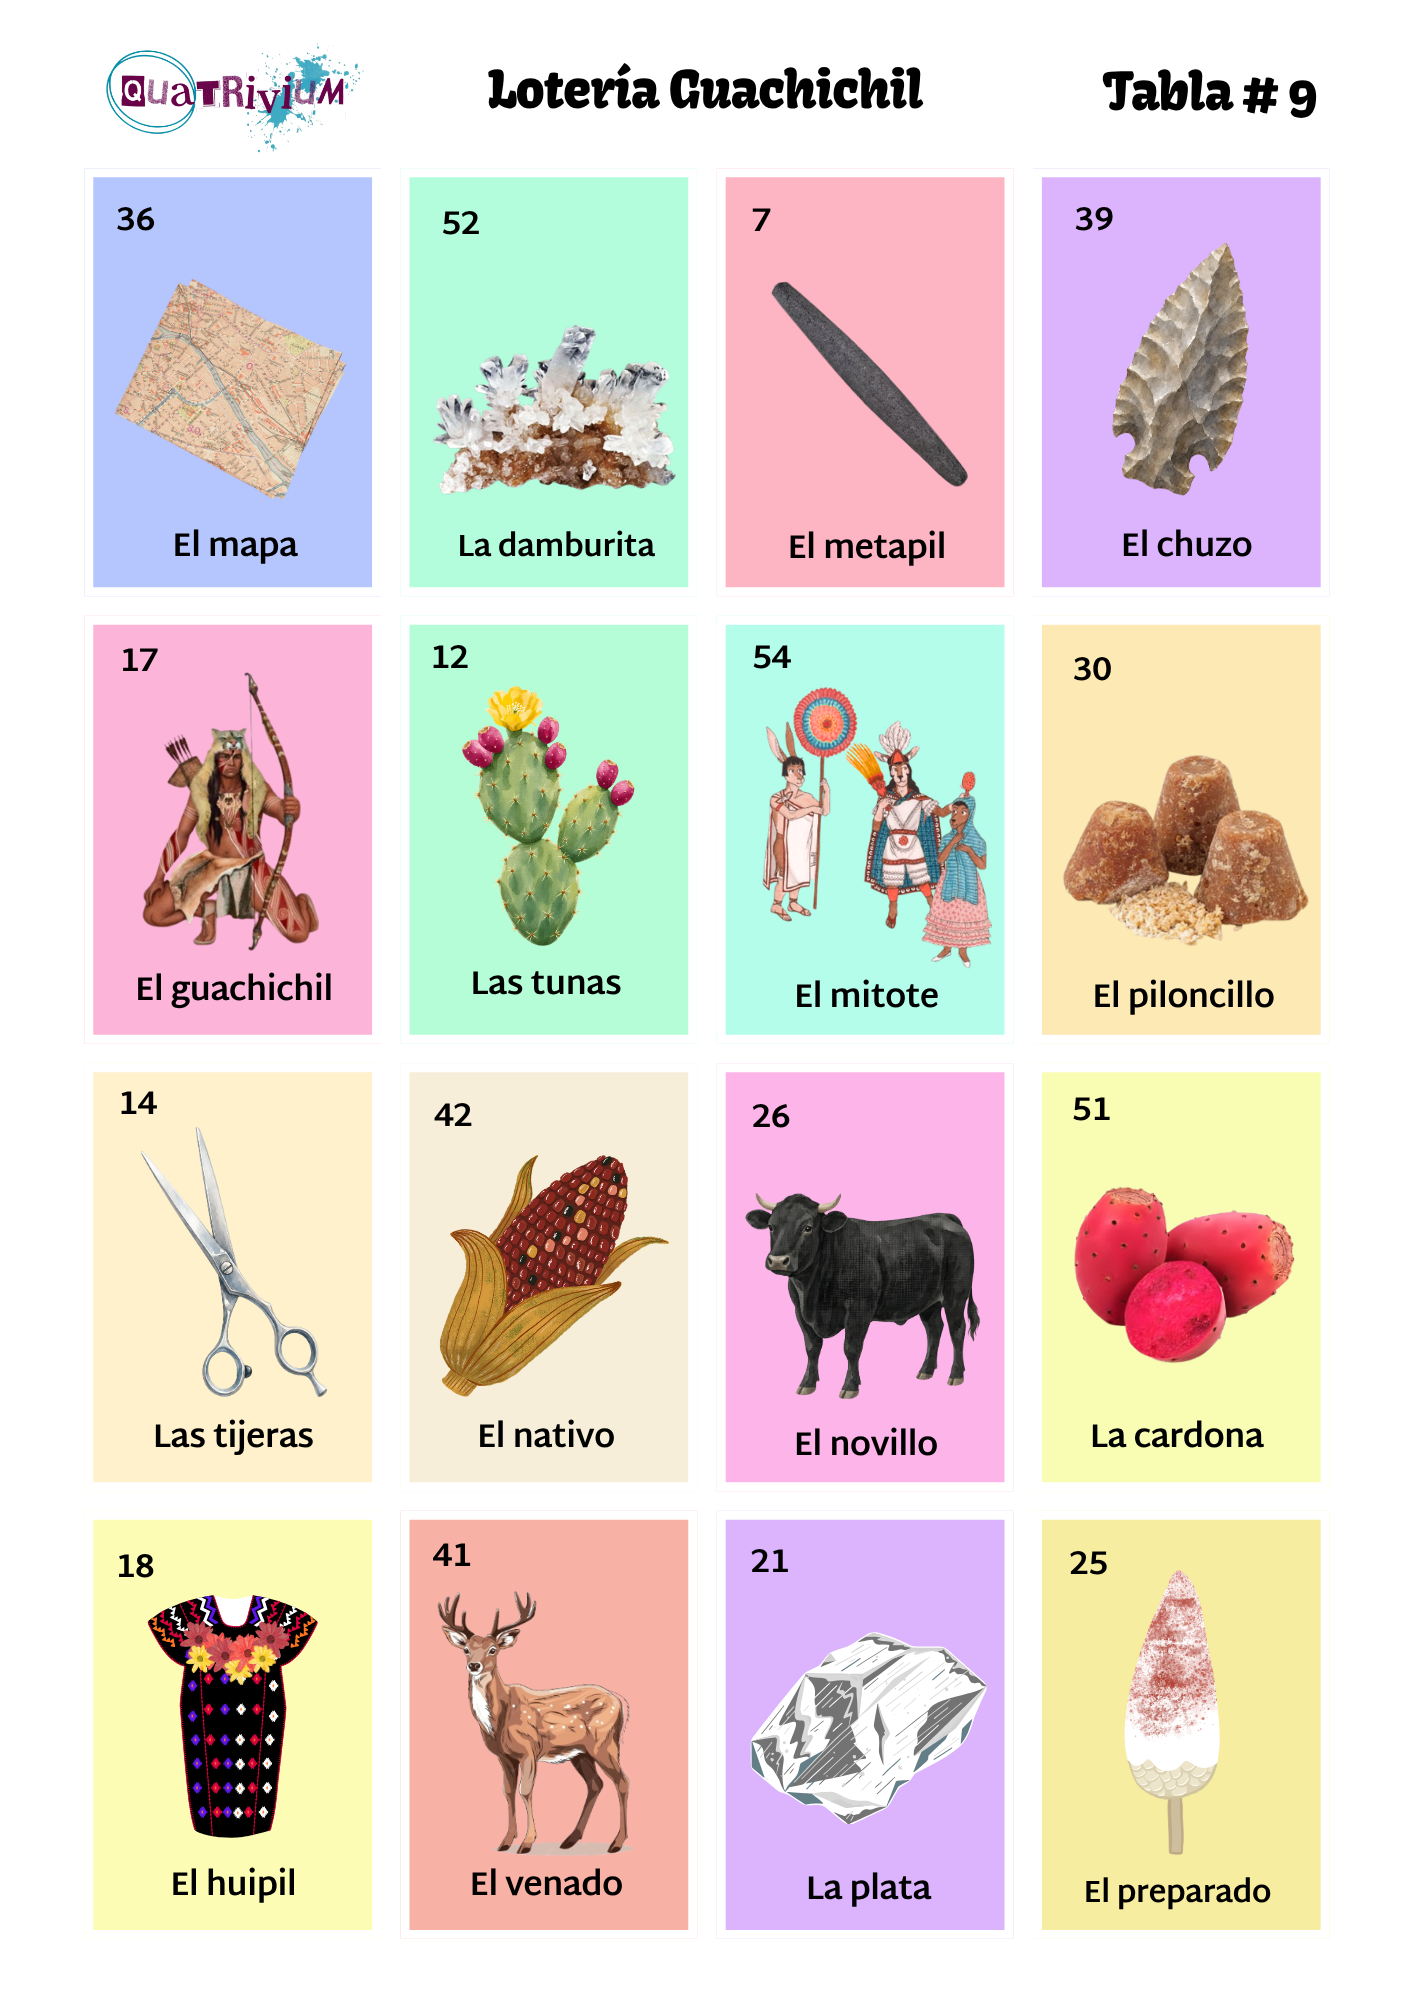 QUATRiViUM
Lotería Guachichil
Tabla # 9
36
El mapa
52
La damburita
7
El metapil
39
El chuzo
17
El guachichil
12
Las tunas
54
El mitote
30
El piloncillo
14
Las tijeras
42
El nativo
26
El novillo
51
La cardona
18
El huipil
41
El venado
21
La plata
25
El preparado